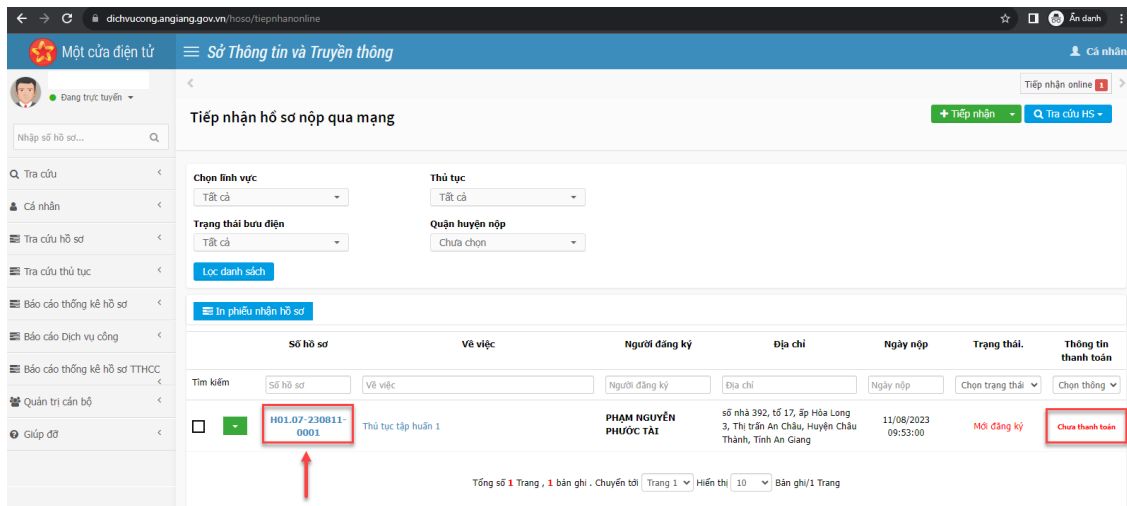 dichvucong.angiang.gov.vn/hoso/tiepnhanonline
Ẩn danh
Một cửa điện tử
Sở Thông tin và Truyền thông
Cá nhân
Đang trực tuyến
Tiếp nhận online 1
Tiếp nhận hồ sơ nộp qua mạng
Tiếp nhận
Tra cứu HS
Nhập số hồ sơ...
Tra cứu
Cá nhân
Tra cứu hồ sơ
Tra cứu thủ tục
Báo cáo thống kê hồ sơ
Báo cáo Dịch vụ công
Báo cáo thống kê hồ sơ TTHCC
Quản trị cán bộ
Giúp đỡ
Chọn lĩnh vực
Thủ tục
Tất cả
Tất cả
Trạng thái bưu điện
Quận huyện nộp
Tất cả
Chưa chọn
Lọc danh sách
In phiếu nhận hồ sơ
Số hồ sơ
Về việc
Người đăng ký
Địa chỉ
Ngày nộp
Trạng thái.
Thông tin
thanh toán
Tìm kiếm
Số hồ sơ
Về việc
Người đăng ký
Địa chỉ
Ngày nộp
Chọn trạng thái
Chọn thông
H01.07-230811-
0001
Thủ tục tập huấn 1
PHẠM NGUYỄN
PHƯỚC TÀI
số nhà 392, tổ 17, ấp Hòa Long
3, Thị trấn An Châu, Huyện Châu
Thành, Tỉnh An Giang
11/08/2023
09:53:00
Mới đăng ký
Chưa thanh toán
Tổng số 1 Trang , 1 bản ghi . Chuyển tới Trang 1 Hiển thị 10 Bản ghi/1 Trang